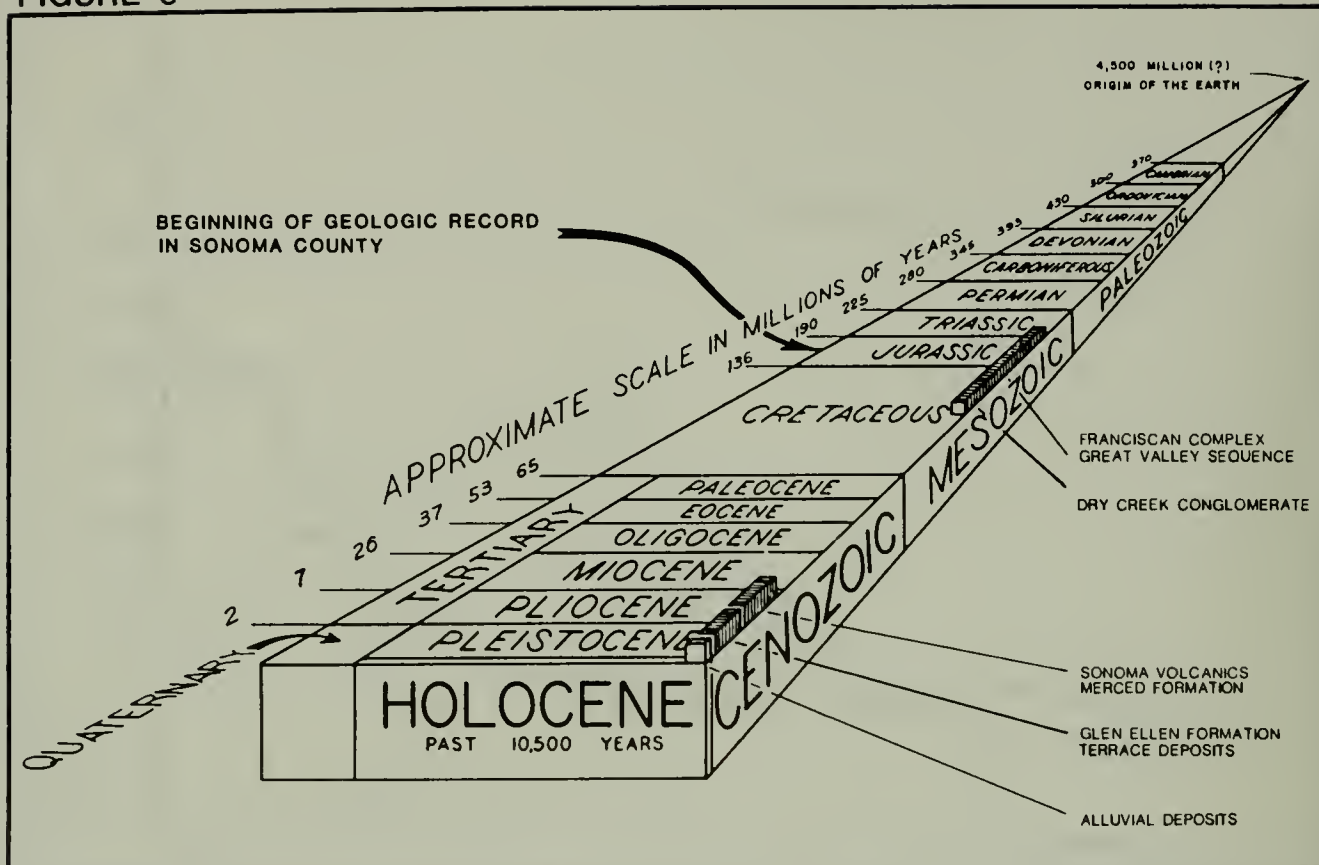 4,500 MILLION (?)
ORIGIM OF THE EARTH
BEGINNING OF GEOLOGIC RECORD
IN SONOMA COUNTY
APPROXIMATE SCALE IN MILLIONS OF YEARS
570
500
430
395
345
280
225
190
136
65
53
37
26
7
2
CAMBRIAN
ORDOVICIAN
SILURIAN
DEVONIAN
CARBONIFEROUS
PERMIAN
TRIASSIC
JURASSIC
CRETACEOUS
PALEOCENE
EOCENE
OLIGOCENE
MIOCENE
PLIOCENE
PLEISTOCENE
TERTIARY
QUATERNARY
HOLOCENE
PAST 10,500 YEARS
PALEOZOIC
MESOZOIC
CENOZOIC
FRANCISCAN COMPLEX
GREAT VALLEY SEQUENCE
DRY CREEK CONGLOMERATE
SONOMA VOLCANICS
MERCED FORMATION
GLEN ELLEN FORMATION
TERRACE DEPOSITS
ALLUVIAL DEPOSITS